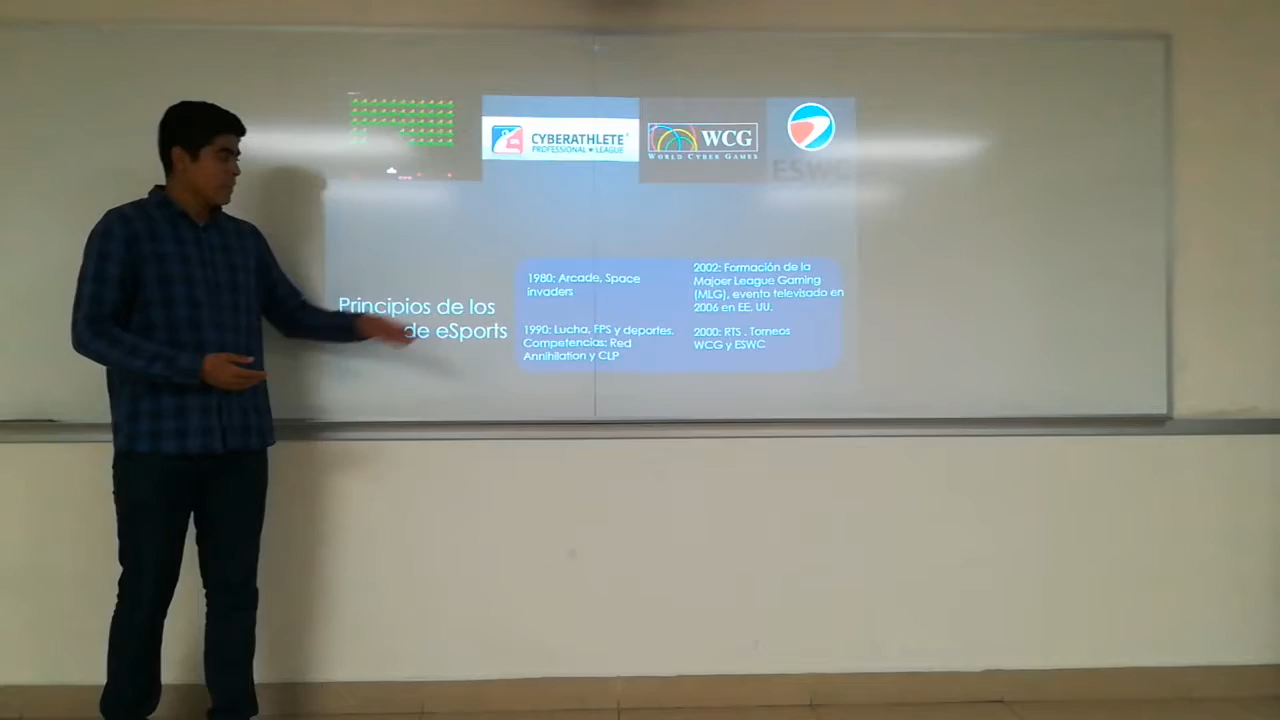 CYBERATHLETE
PROFESSIONAL LEAGUE
WCG
WORLD CYBER GAMES
ESWC
Principios de los
de eSports
1980: Arcade, Space
invaders
1990: Lucha, FPS y deportes.
Competencias: Red
Annihilation y CLP
2002: Formación de la
Majoer League Gaming
(MLG), evento televisado en
2006 en EE. UU.
2000: RTS . Torneos
WCG y ESWC